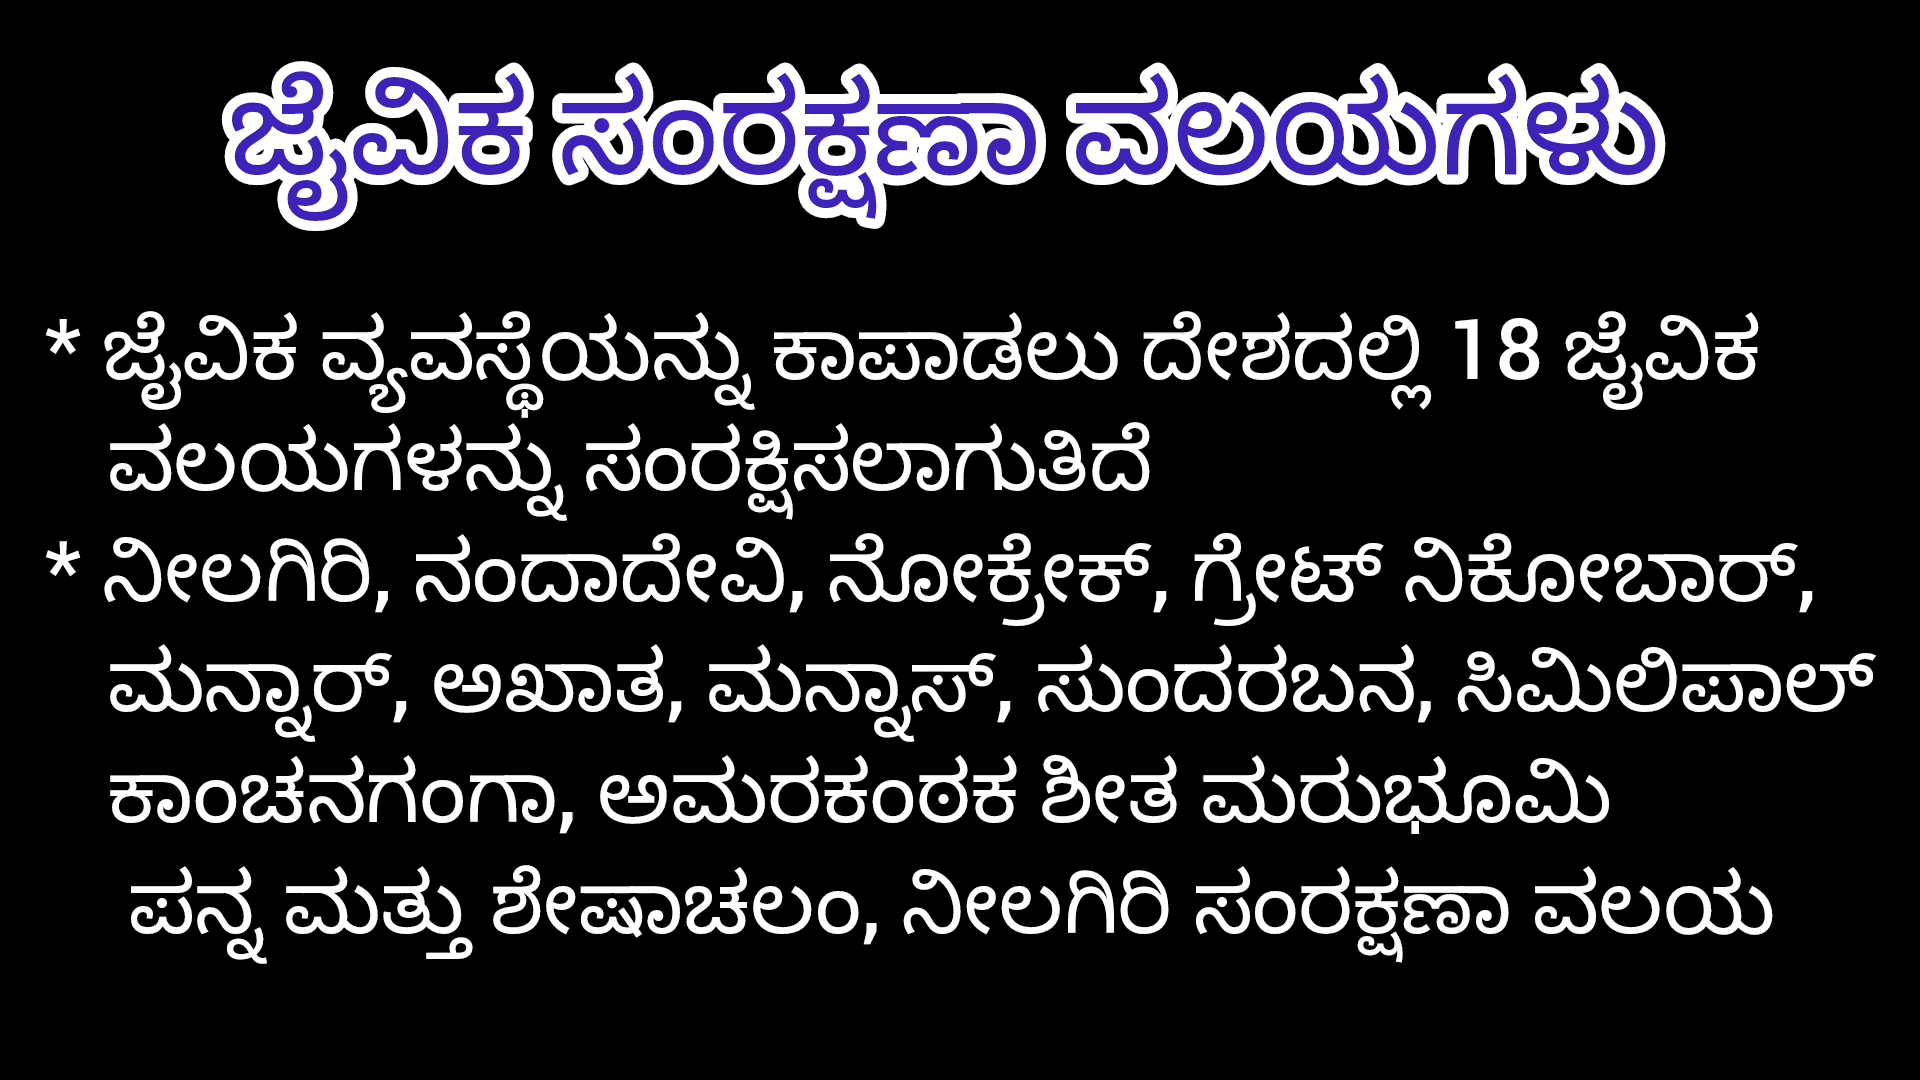 ಜೈವಿಕ ಸಂರಕ್ಷಣಾ ವಲಯಗಳು
* ಜೈವಿಕ ವ್ಯವಸ್ಥೆಯನ್ನು ಕಾಪಾಡಲು ದೇಶದಲ್ಲಿ 18 ಜೈವಿಕ
ವಲಯಗಳನ್ನು ಸಂರಕ್ಷಿಸಲಾಗುತಿದೆ
* ನೀಲಗಿರಿ, ನಂದಾದೇವಿ, ನೋಕ್ರೇಕ್, ಗ್ರೇಟ್ ನಿಕೋಬಾರ್,
ಮನ್ನಾರ್, ಅಖಾತ, ಮನ್ನಾಸ್, ಸುಂದರಬನ, ಸಿಮಿಲಿಪಾಲ್
ಕಾಂಚನಗಂಗಾ, ಅಮರಕಂಠಕ ಶೀತ ಮರುಭೂಮಿ
ಪನ್ನ ಮತ್ತು ಶೇಷಾಚಲಂ, ನೀಲಗಿರಿ ಸಂರಕ್ಷಣಾ ವಲಯ